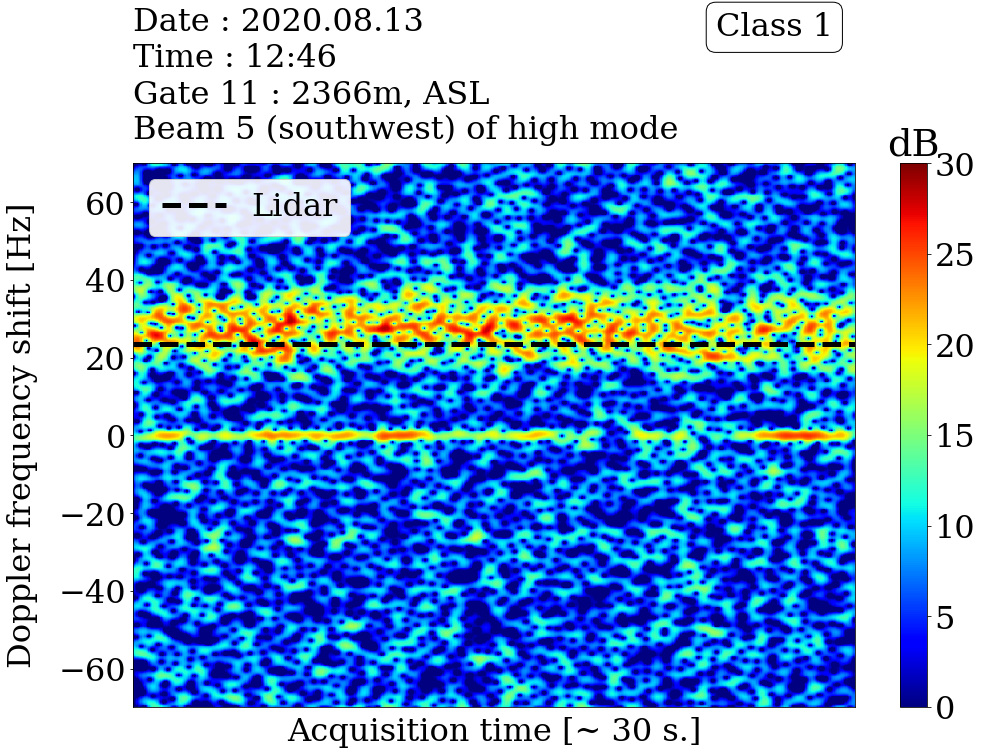 Date : 2020.08.13
Time : 12:46
Gate 11 : 2366m, ASL
Beam 5 (southwest) of high mode
Class 1
dB
Lidar
Doppler frequency shift [Hz]
60
40
20
0
−20
−40
−60
30
25
20
15
10
5
0
Acquisition time [~ 30 s.]